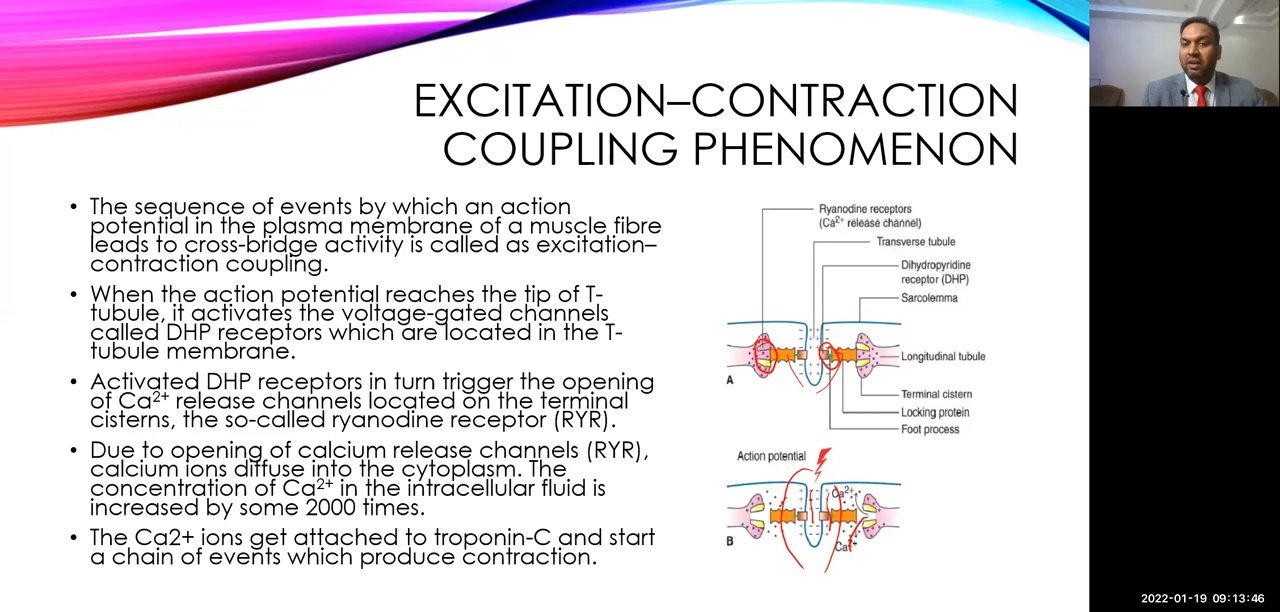 EXCITATION–CONTRACTION
COUPLING PHENOMENON
• The sequence of events by which an action
potential in the plasma membrane of a muscle fibre
leads to cross-bridge activity is called as excitation–
contraction coupling.
• When the action potential reaches the tip of T-
tubule, it activates the voltage-gated channels
called DHP receptors which are located in the T-
tubule membrane.
• Activated DHP receptors in turn trigger the opening
of Ca²⁺ release channels located on the terminal
cisterns, the so-called ryanodine receptor (RYR).
• Due to opening of calcium release channels (RYR),
calcium ions diffuse into the cytoplasm. The
concentration of Ca²⁺ in the intracellular fluid is
increased by some 2000 times.
• The Ca2+ ions get attached to troponin-C and start
a chain of events which produce contraction.
Ryanodine receptors
(Ca²⁺ release channel)
Transverse tubule
Dihydropyridine
receptor (DHP)
Sarcolemma
Longitudinal tubule
A
Terminal cistern
Locking protein
Foot process
Action potential
Ca²⁺
B
Ca²⁺
2022-01-19 09:13:46